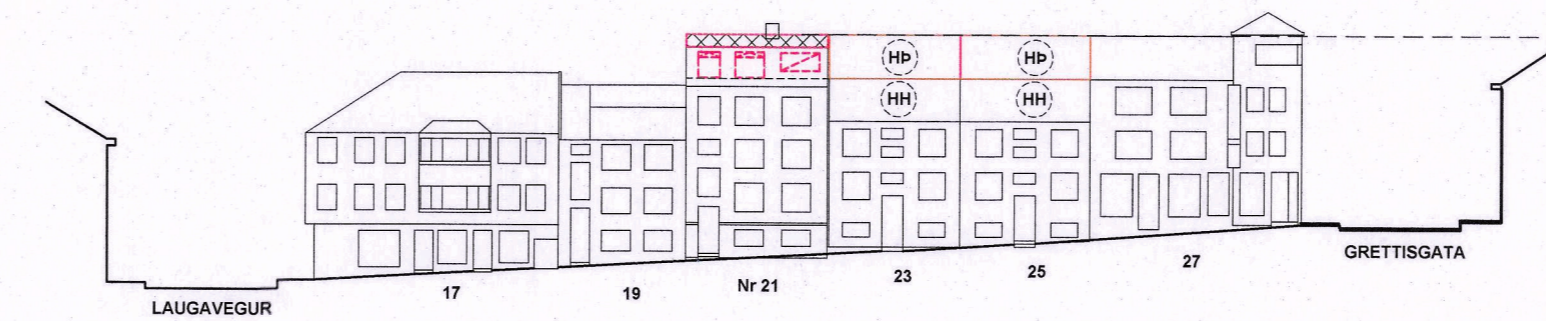 HÞ
HÞ
HH
HH
LAUGAVEGUR
17
19
Nr 21
23
25
27
GRETTISGATA